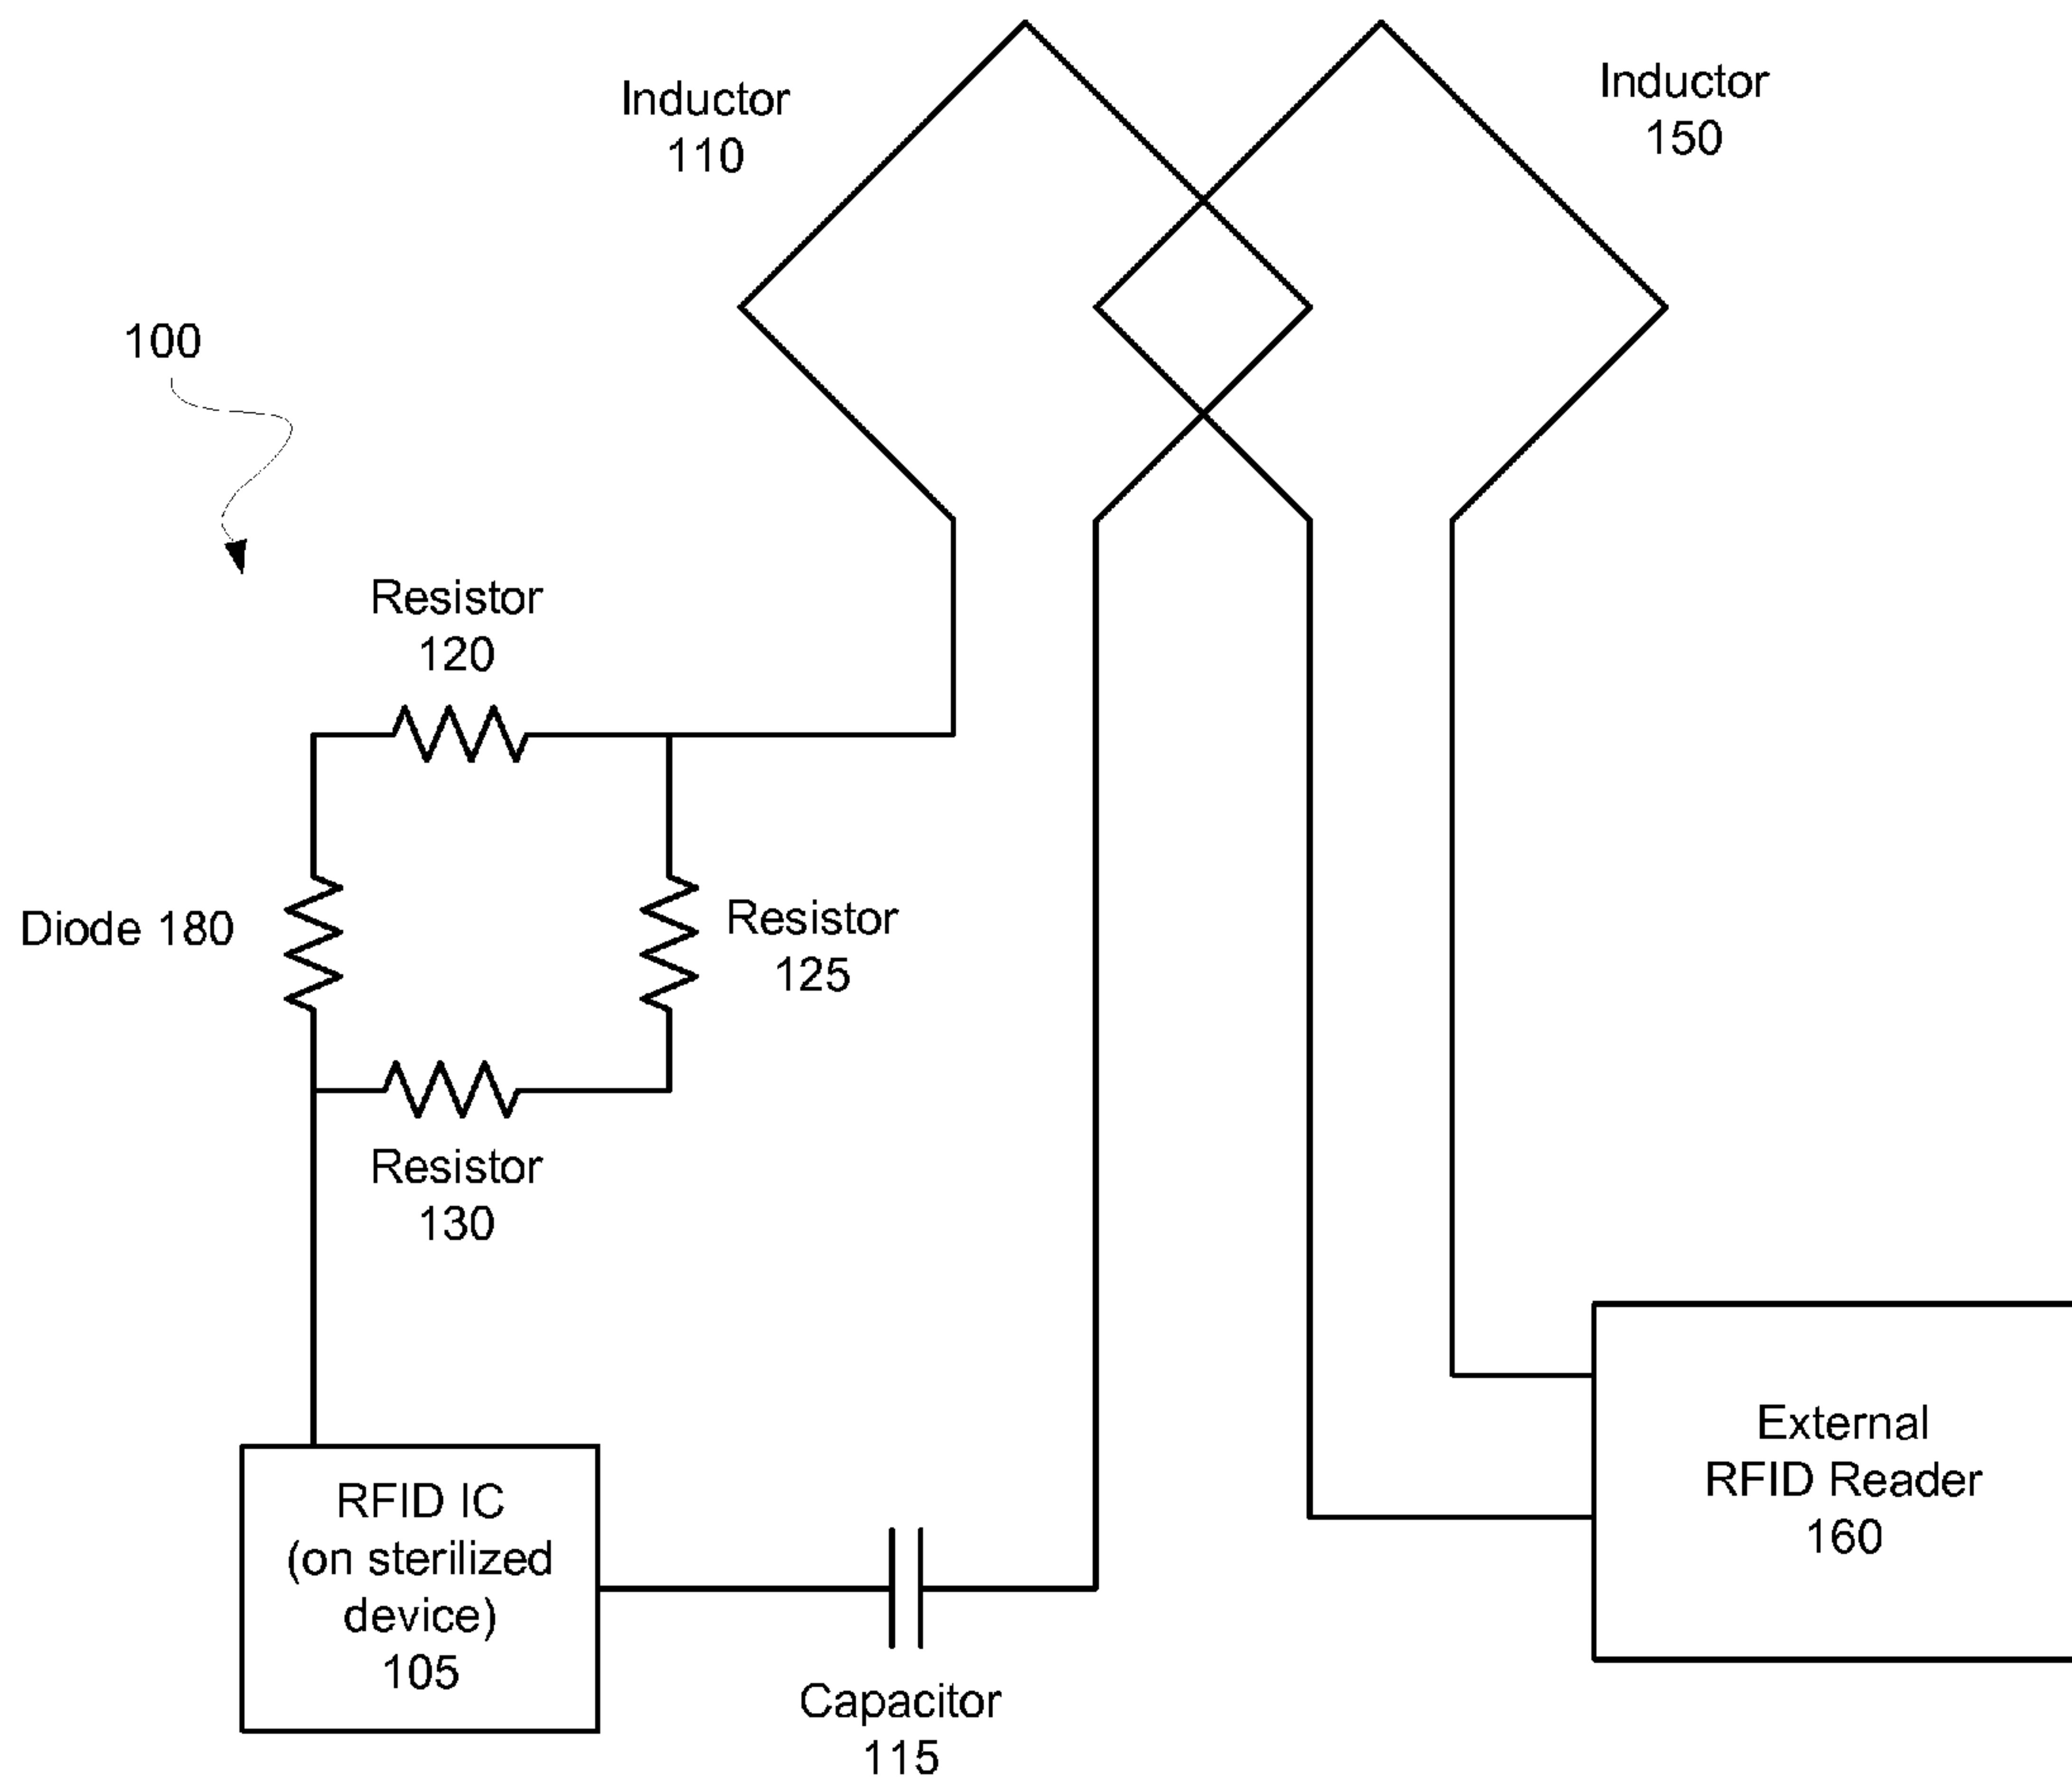 Inductor
110
Inductor
150
100
Resistor
120
Diode 180
Resistor
125
Resistor
130
External
RFID Reader
160
RFID IC
(on sterilized
device)
105
Capacitor
115